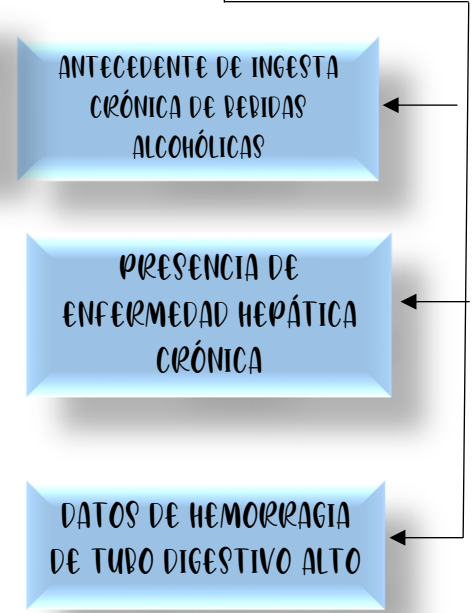 ANTECEDENTE DE INGESTA
CRÓNICA DE BEBIDAS
ALCOHÓLICAS
PRESENCIA DE
ENFERMEDAD HEPÁTICA
CRÓNICA
DATOS DE HEMORRAGIA
DE TUBO DIGESTIVO ALTO